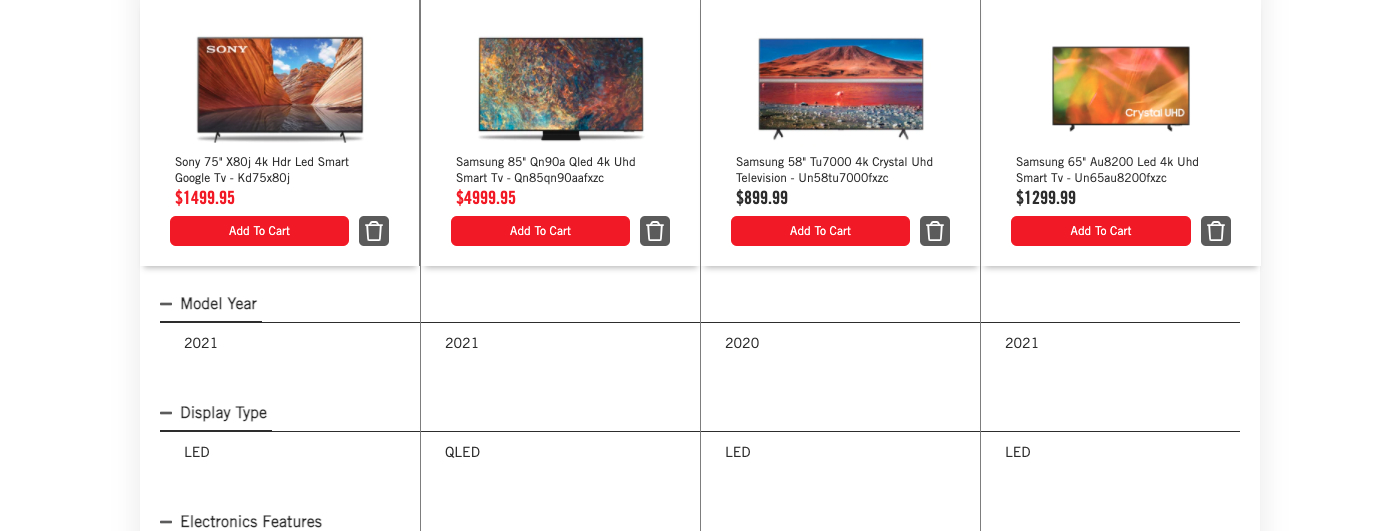 SONY
Crystal UHD
Sony 75" X80j 4k Hdr Led Smart
Google Tv - Kd75x80j
$1499.95
Add To Cart
Samsung 85" Qn90a Qled 4k Uhd
Smart Tv - Qn85qn90aafxzc
$4999.95
Add To Cart
Samsung 58" Tu7000 4k Crystal Uhd
Television - Un58tu7000fxzc
$899.99
Add To Cart
Samsung 65" Au8200 Led 4k Uhd
Smart Tv - Un65au8200fxzc
$1299.99
Add To Cart
Model Year
2021
2021
2020
2021
Display Type
LED
QLED
LED
LED
Electronics Features